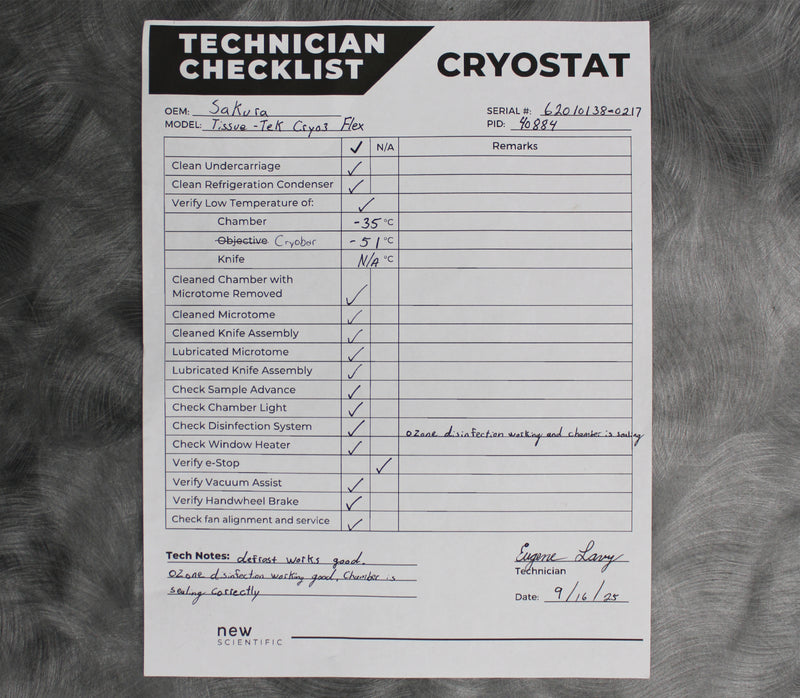 TECHNICIAN
CHECKLIST
CRYOSTAT
OEM: Sakura
SERIAL #: 62010138-0217
MODEL: Tissue-Tek Cryo3 Flex
PID: 40884
✓ N/A Remarks
Clean Undercarriage ✓
Clean Refrigeration Condenser ✓
Verify Low Temperature of: ✓
Chamber -35 °C
Objective Cryobar -51 °C
Knife N/A °C
Cleaned Chamber with
Microtome Removed ✓
Cleaned Microtome ✓
Cleaned Knife Assembly ✓
Lubricated Microtome ✓
Lubricated Knife Assembly ✓
Check Sample Advance ✓
Check Chamber Light ✓
Check Disinfection System ✓ Ozone disinfection working and chamber is sealing
Check Window Heater ✓
Verify e-Stop ✓
Verify Vacuum Assist ✓
Verify Handwheel Brake ✓
Check fan alignment and service ✓
Tech Notes: defrost works good.
Ozone disinfection working good, Chamber is
sealing correctly
Eugene Lavy
Technician
Date: 9/16/25
new
SCIENTIFIC